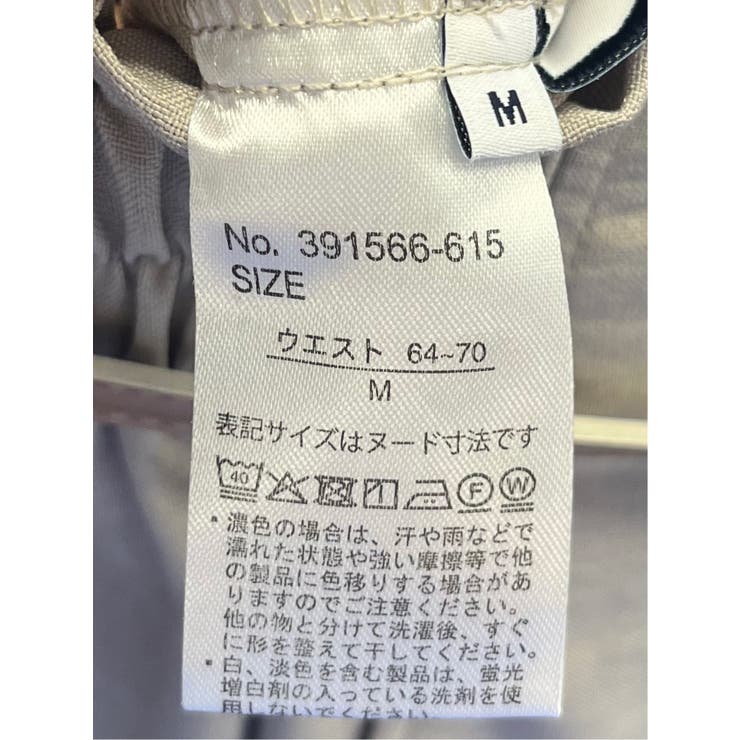 M
No. 391566-615
SIZE
ウエスト 64~70
M
表記サイズはヌード寸法です
40 F W
・濃色の場合は、汗や雨などで
濡れた状態や強い摩擦等で他
の製品に色移りする場合があ
りますのでご注意ください。
他の物と分けて洗濯後、すぐ
に形を整えて干してください。
・白、淡色を含む製品は、蛍光
増白剤の入っている洗剤を使
用しないでください